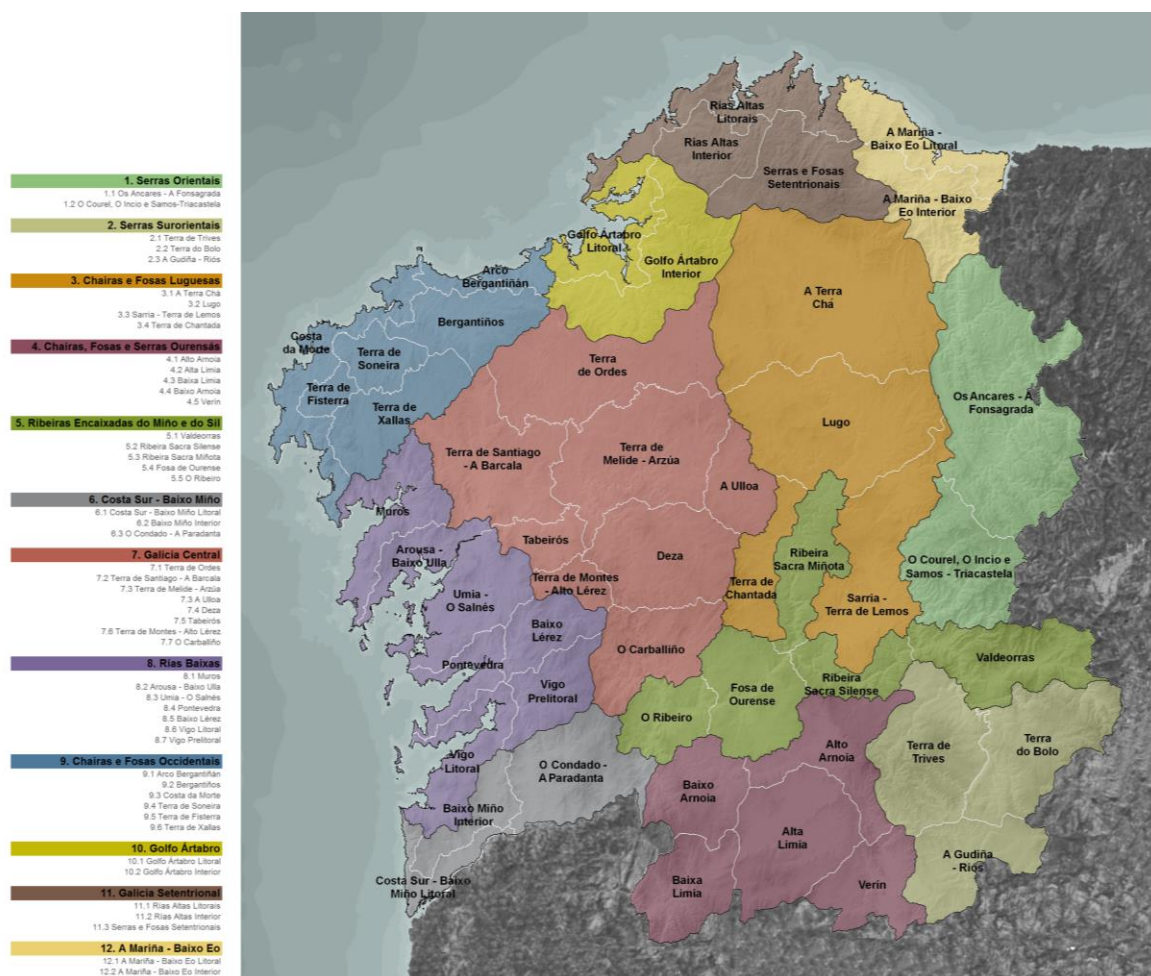 1. Serras Orientais
1.1 Os Ancares - A Fonsagrada
1.2 O Courel, O Incio e Samos-Triacastela
2. Serras Surorientais
2.1 Terra de Trives
2.2 Terra do Bolo
2.3 A Gudiña - Riós
3. Chairas e Fosas Luguesas
3.1 A Terra Chá
3.2 Lugo
3.3 Sarria - Terra de Lemos
3.4 Terra de Chantada
4. Chairas, Fosas e Serras Ourensás
4.1 Alto Arnoia
4.2 Alta Limia
4.3 Baixa Limia
4.4 Baixo Arnoia
4.5 Verín
5. Ribeiras Encaixadas do Miño e do Sil
5.1 Valdeorras
5.2 Ribeira Sacra Silense
5.3 Ribeira Sacra Miñota
5.4 Fosa de Ourense
5.5 O Ribeiro
6. Costa Sur - Baixo Miño
6.1 Costa Sur - Baixo Miño Litoral
6.2 Baixo Miño Interior
6.3 O Condado - A Paradanta
7. Galicia Central
7.1 Terra de Ordes
7.2 Terra de Santiago - A Barcala
7.3 Terra de Melide - Arzúa
7.3 A Ulloa
7.4 Deza
7.5 Tabeirós
7.6 Terra de Montes - Alto Lérez
7.7 O Carballiño
8. Rías Baixas
8.1 Muros
8.2 Arousa - Baixo Ulla
8.3 Umia - O Salnés
8.4 Pontevedra
8.5 Baixo Lérez
8.6 Vigo Litoral
8.7 Vigo Prelitoral
9. Chairas e Fosas Occidentais
9.1 Arco Bergantiñán
9.2 Bergantiños
9.3 Costa da Morte
9.4 Terra de Soneira
9.5 Terra de Fisterra
9.6 Terra de Xallas
10. Golfo Ártabro
10.1 Golfo Ártabro Litoral
10.2 Golfo Ártabro Interior
11. Galicia Setentrional
11.1 Rías Altas Litorais
11.2 Rías Altas Interior
11.3 Serras e Fosas Setentrionais
12. A Mariña - Baixo Eo
12.1 A Mariña - Baixo Eo Litoral
12.2 A Mariña - Baixo Eo Interior
Rías Altas
Litorais
Rías Altas
Interior
Serras e Fosas
Setentrionais
A Mariña -
Baixo Eo Litoral
A Mariña - Baixo
Eo Interior
Golfo Ártabro
Litoral
Golfo Ártabro
Interior
Arco
Bergantiñán
Bergantiños
Costa
da Morte
Terra de
Soneira
Terra de
Fisterra
Terra de
Xallas
A Terra
Chá
Terra
de Ordes
Os Ancares - A
Fonsagrada
Lugo
Terra de Santiago
- A Barcala
Terra de
Melide - Arzúa
A Ulloa
Muros
Arousa -
Baixo Ulla
Tabeirós
Deza
Ribeira
Sacra Miñota
O Courel, O Incio e
Samos - Triacastela
Terra de Montes
- Alto Lérez
Terra de
Chantada
Sarria -
Terra de Lemos
Umia -
O Salnés
Baixo
Lérez
Pontevedra
O Carballiño
Valdeorras
Vigo
Prelitoral
Fosa de
Ourense
Ribeira
Sacra Silense
O Ribeiro
Vigo
Litoral
O Condado -
A Paradanta
Alto
Arnoia
Terra de
Trives
Terra
do Bolo
Baixo Miño
Interior
Baixo
Arnoia
Alta
Limia
A Gudiña
- Riós
Costa Sur - Baixo
Miño Litoral
Baixa
Limia
Verín